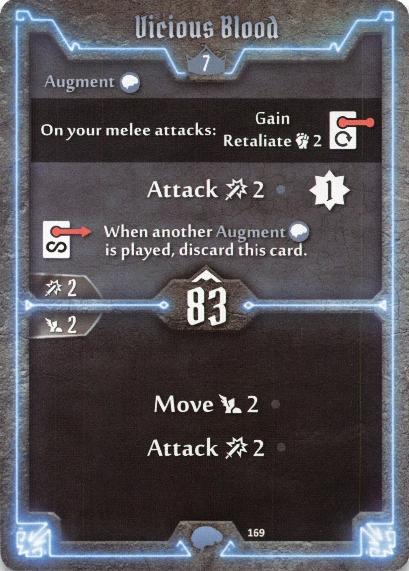 Vicious Blood
7
Augment
On your melee attacks: Gain
Retaliate 2
Attack 2
1
When another Augment
is played, discard this card.
2
83
2
Move 2
Attack 2
169